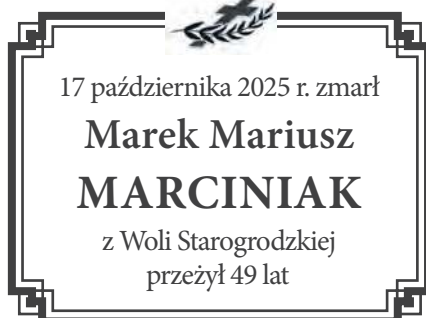 17 października 2025 r. zmarł
Marek Mariusz
MARCINIAK
z Woli Starogrodzkiej
przeżył 49 lat